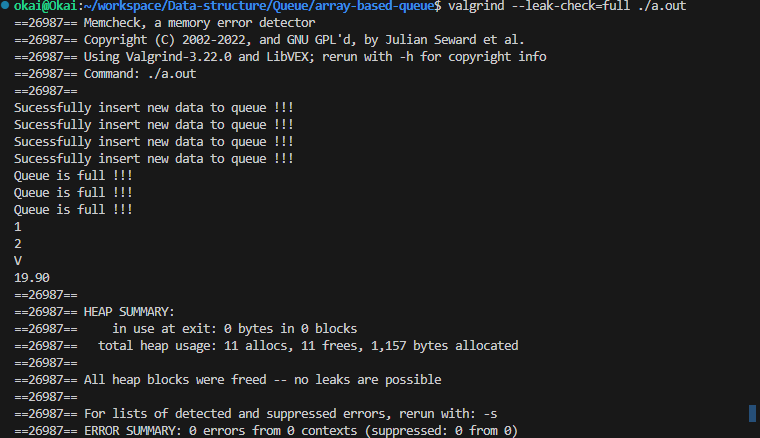 okai@Okai:~/workspace/Data-structure/Queue/array-based-queue$ valgrind --leak-check=full ./a.out
==26987== Memcheck, a memory error detector
==26987== Copyright (C) 2002-2022, and GNU GPL'd, by Julian Seward et al.
==26987== Using Valgrind-3.22.0 and LibVEX; rerun with -h for copyright info
==26987== Command: ./a.out
==26987==
Sucessfully insert new data to queue !!!
Sucessfully insert new data to queue !!!
Sucessfully insert new data to queue !!!
Sucessfully insert new data to queue !!!
Queue is full !!!
Queue is full !!!
Queue is full !!!
1
2
V
19.90
==26987==
==26987== HEAP SUMMARY:
==26987==     in use at exit: 0 bytes in 0 blocks
==26987==   total heap usage: 11 allocs, 11 frees, 1,157 bytes allocated
==26987==
==26987== All heap blocks were freed -- no leaks are possible
==26987==
==26987== For lists of detected and suppressed errors, rerun with: -s
==26987== ERROR SUMMARY: 0 errors from 0 contexts (suppressed: 0 from 0)